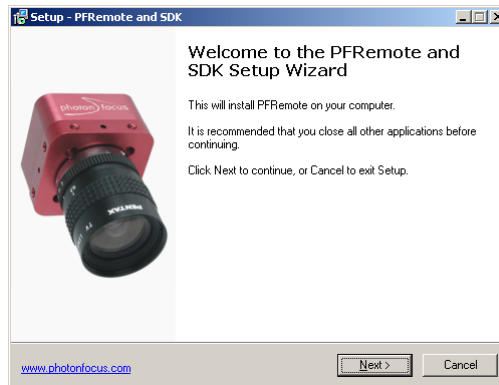 Setup - PFRemote and SDK
Welcome to the PFRemote and
SDK Setup Wizard
This will install PFRemote on your computer.
It is recommended that you close all other applications before
continuing.
Click Next to continue, or Cancel to exit Setup.
photon focus
PENTAX
www.photonfocus.com
Next >
Cancel